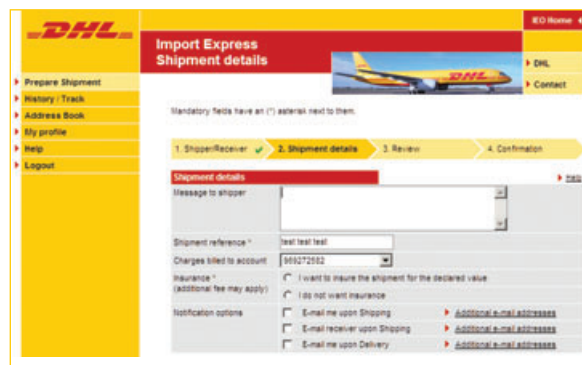 IEO Home
DHL
Import Express
Shipment details
DHL
DHL
Contact
Prepare Shipment
History / Track
Address Book
My profile
Help
Logout
Mandatory fields have an (*) asterisk next to them.
1. Shipper/Receiver 2. Shipment details 3. Review 4. Confirmation
Shipment details
Help
Message to shipper
Shipment reference *
test test test
Charges billed to account
969272582
Insurance *
(additional fee may apply)
I want to insure the shipment for the declared value
I do not want insurance
Notification options
E-mail me upon Shipping Additional e-mail addresses
E-mail receiver upon Shipping Additional e-mail addresses
E-mail me upon Delivery Additional e-mail addresses